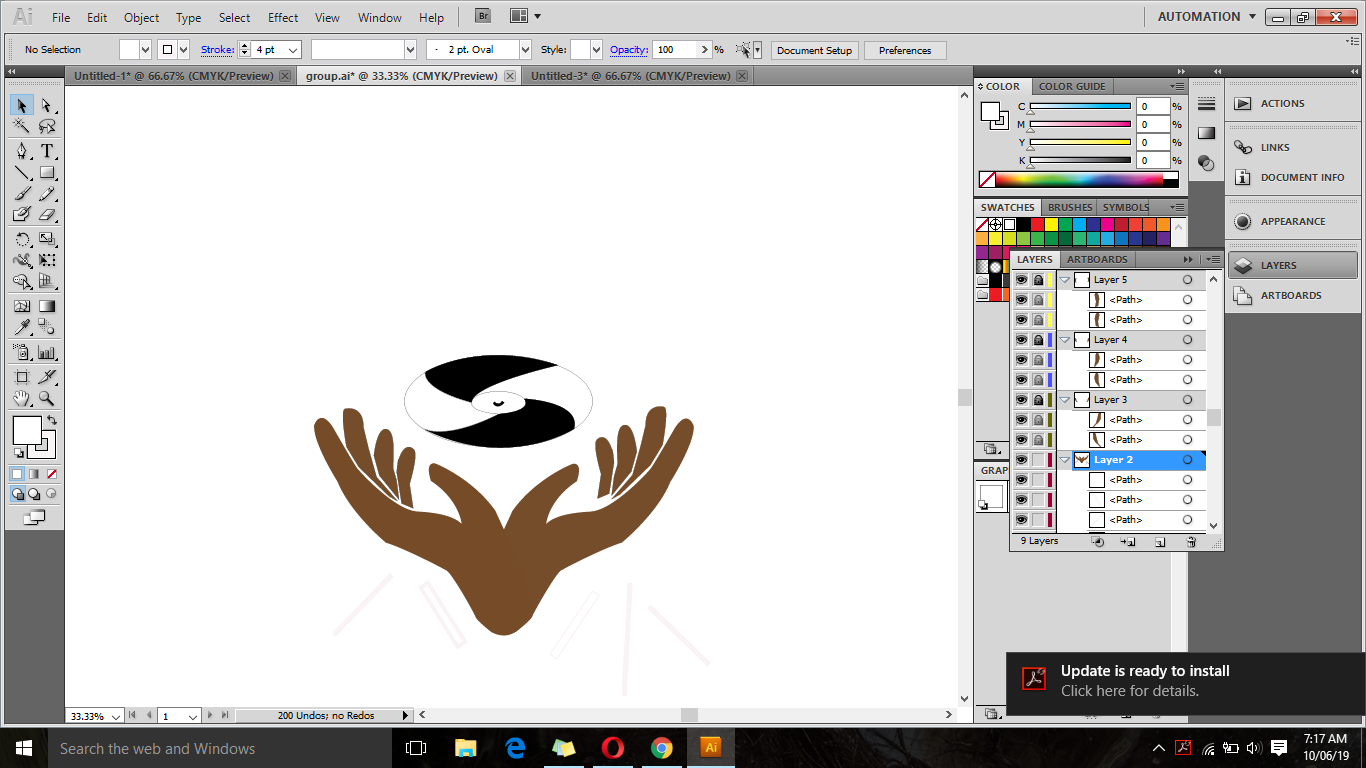 Ai File Edit Object Type Select Effect View Window Help Br AUTOMATION
No Selection Stroke: 4 pt 2 pt. Oval Style: Opacity: 100 % Document Setup Preferences
Untitled-1* @ 66.67% (CMYK/Preview) group.ai* @ 33.33% (CMYK/Preview) Untitled-3* @ 66.67% (CMYK/Preview)
COLOR COLOR GUIDE
C 0 %
M 0 %
Y 0 %
K 0 %
SWATCHES BRUSHES SYMBOLS
ACTIONS
LINKS
DOCUMENT INFO
APPEARANCE
LAYERS
ARTBOARDS
LAYERS ARTBOARDS
Layer 5
<Path>
<Path>
Layer 4
<Path>
<Path>
Layer 3
<Path>
<Path>
Layer 2
<Path>
<Path>
<Path>
9 Layers
GRAP
T
33.33% 1 200 Undos; no Redos
Update is ready to install
Click here for details.
Search the web and Windows
Ai
7:17 AM
10/06/19